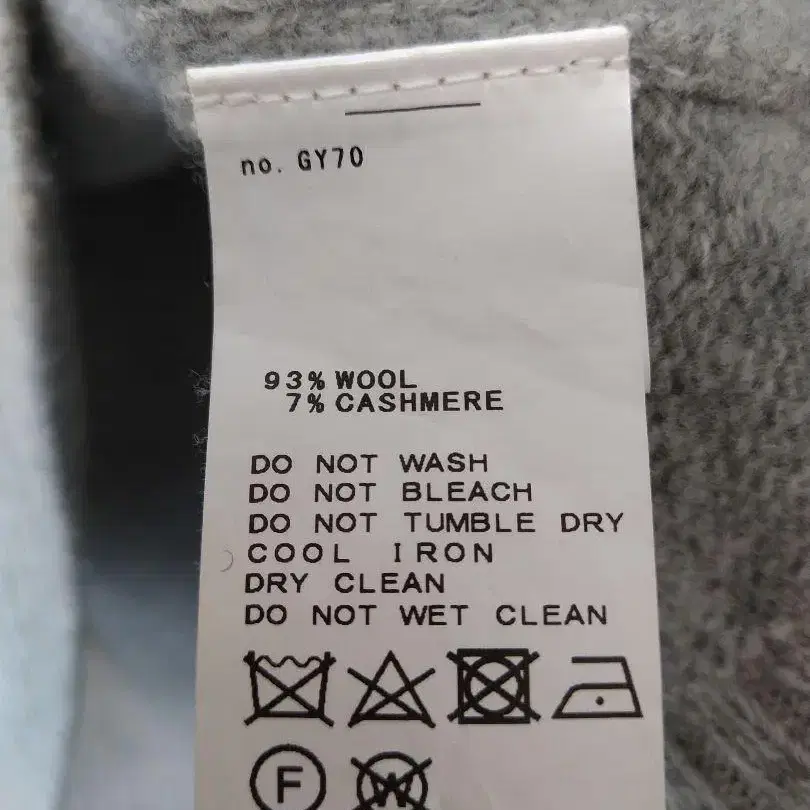 no. GY70
93% WOOL
7% CASHMERE
DO NOT WASH
DO NOT BLEACH
DO NOT TUMBLE DRY
COOL IRON
DRY CLEAN
DO NOT WET CLEAN
F W